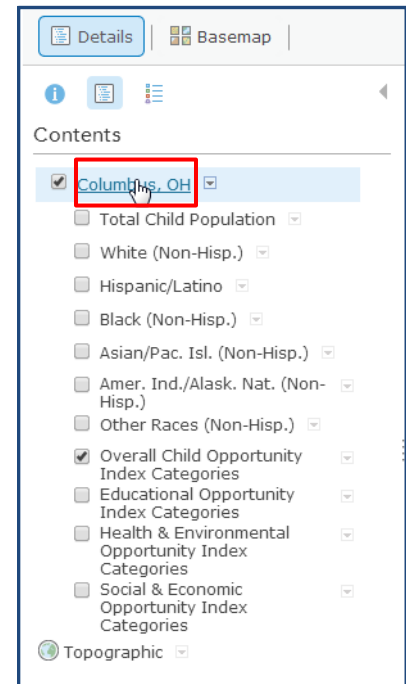 Details Basemap
Contents
Columbus, OH
Total Child Population
White (Non-Hisp.)
Hispanic/Latino
Black (Non-Hisp.)
Asian/Pac. Isl. (Non-Hisp.)
Amer. Ind./Alask. Nat. (Non-
Hisp.)
Other Races (Non-Hisp.)
Overall Child Opportunity
Index Categories
Educational Opportunity
Index Categories
Health & Environmental
Opportunity Index
Categories
Social & Economic
Opportunity Index
Categories
Topographic